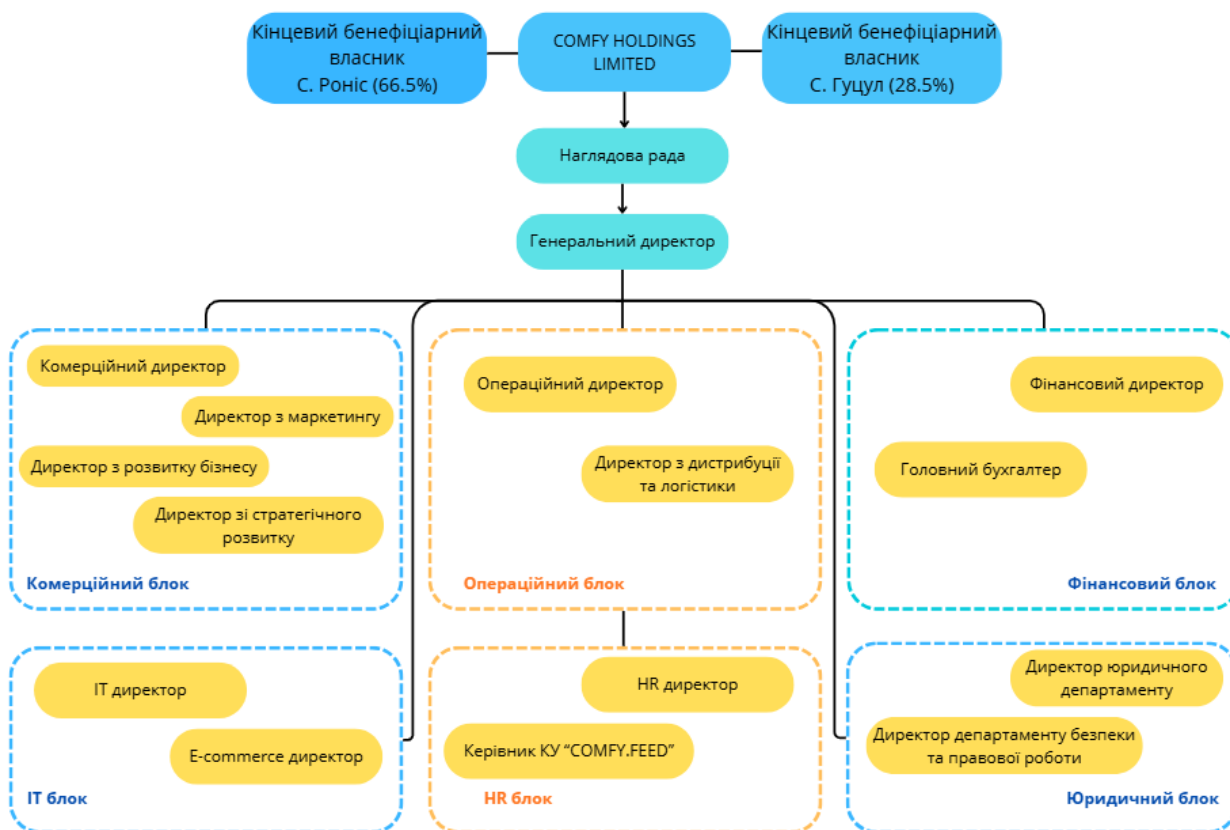 Кінцевий бенефіціарний
власник
С. Роніс (66.5%)
COMFY HOLDINGS
LIMITED
Кінцевий бенефіціарний
власник
С. Гуцул (28.5%)
Наглядова рада
Генеральний директор
Комерційний директор
Директор з маркетингу
Директор з розвитку бізнесу
Директор зі стратегічного
розвитку
Комерційний блок
Операційний директор
Директор з дистрибуції
та логістики
Операційний блок
Фінансовий директор
Головний бухгалтер
Фінансовий блок
IT директор
E-commerce директор
IT блок
HR директор
Керівник КУ “COMFY.FEED”
HR блок
Директор юридичного
департаменту
Директор департаменту безпеки
та правової роботи
Юридичний блок